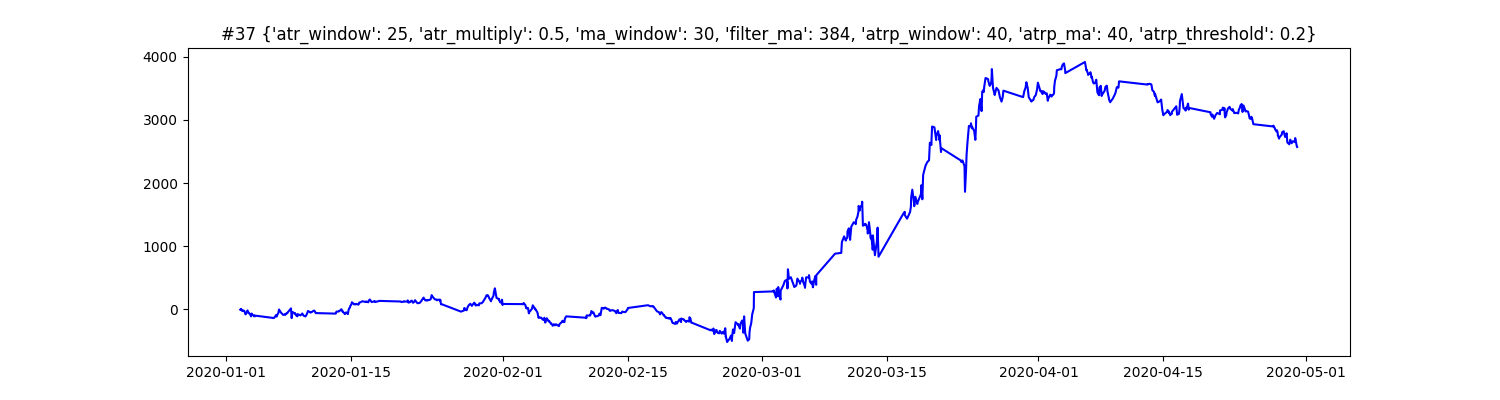 #37 {'atr_window': 25, 'atr_multiply': 0.5, 'ma_window': 30, 'filter_ma': 384, 'atrp_window': 40, 'atrp_ma': 40, 'atrp_threshold': 0.2}
4000
3000
2000
1000
0
2020-01-01 2020-01-15 2020-02-01 2020-02-15 2020-03-01 2020-03-15 2020-04-01 2020-04-15 2020-05-01